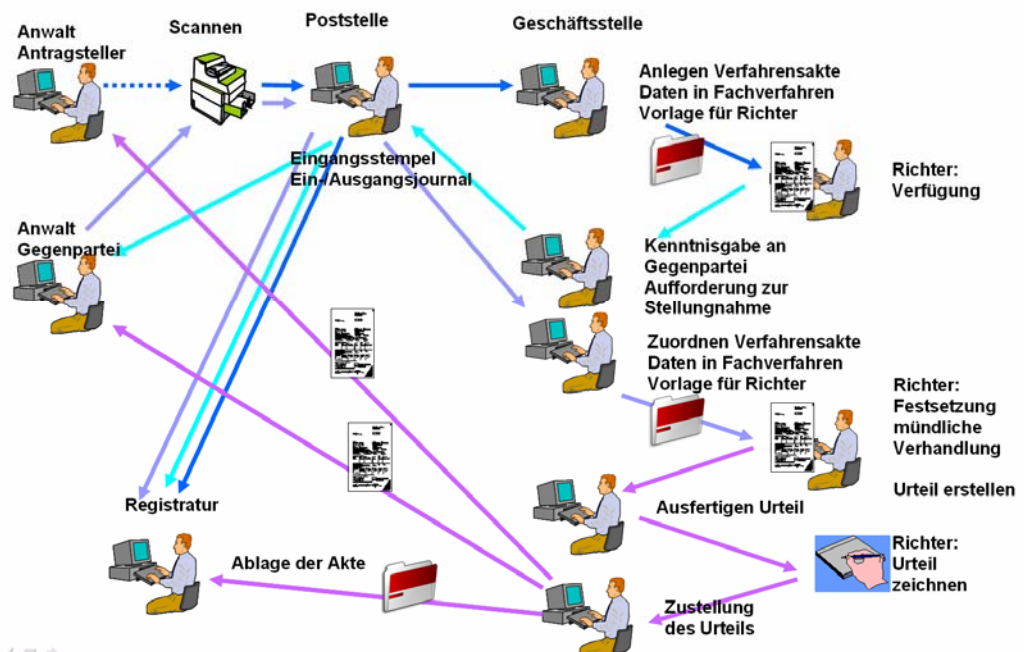 Anwalt
Antragsteller
Scannen
Poststelle
Geschäftsstelle
Anlegen Verfahrensakte
Daten in Fachverfahren
Vorlage für Richter
Eingangsstempel
Ein-/Ausgangsjournal
Richter:
Verfügung
Anwalt
Gegenpartei
Kenntnisgabe an
Gegenpartei
Aufforderung zur
Stellungnahme
Zuordnen Verfahrensakte
Daten in Fachverfahren
Vorlage für Richter
Richter:
Festsetzung
mündliche
Verhandlung
Urteil erstellen
Registratur
Ausfertigen Urteil
Richter:
Urteil
zeichnen
Ablage der Akte
Zustellung
des Urteils